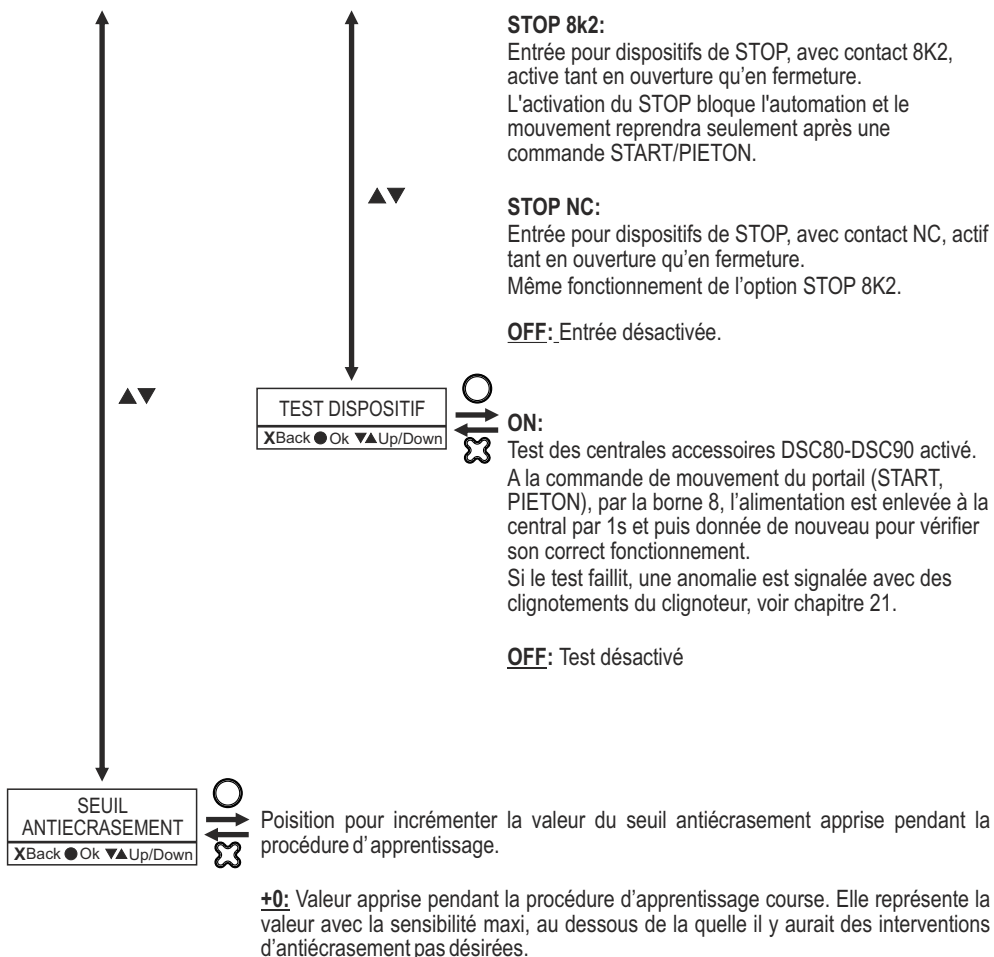 STOP 8k2:
Entrée pour dispositifs de STOP, avec contact 8K2,
active tant en ouverture qu'en fermeture.
L'activation du STOP bloque l'automation et le
mouvement reprendra seulement après une
commande START/PIETON.
▲▼
STOP NC:
Entrée pour dispositifs de STOP, avec contact NC, actif
tant en ouverture qu’en fermeture.
Même fonctionnement de l’option STOP 8K2.
OFF: Entrée désactivée.
▲▼
TEST DISPOSITIF
XBack ●Ok ▼▲Up/Down
ON:
Test des centrales accessoires DSC80-DSC90 activé.
A la commande de mouvement du portail (START,
PIETON), par la borne 8, l’alimentation est enlevée à la
central par 1s et puis donnée de nouveau pour vérifier
son correct fonctionnement.
Si le test faillit, une anomalie est signalée avec des
clignotements du clignoteur, voir chapitre 21.
OFF: Test désactivé
SEUIL
ANTIECRASEMENT
XBack ●Ok ▼▲Up/Down
Poisition pour incrémenter la valeur du seuil antiécrasement apprise pendant la
procédure d’apprentissage.
+0: Valeur apprise pendant la procédure d’apprentissage course. Elle représente la
valeur avec la sensibilité maxi, au dessous de la quelle il y aurait des interventions
d’antiécrasement pas désirées.